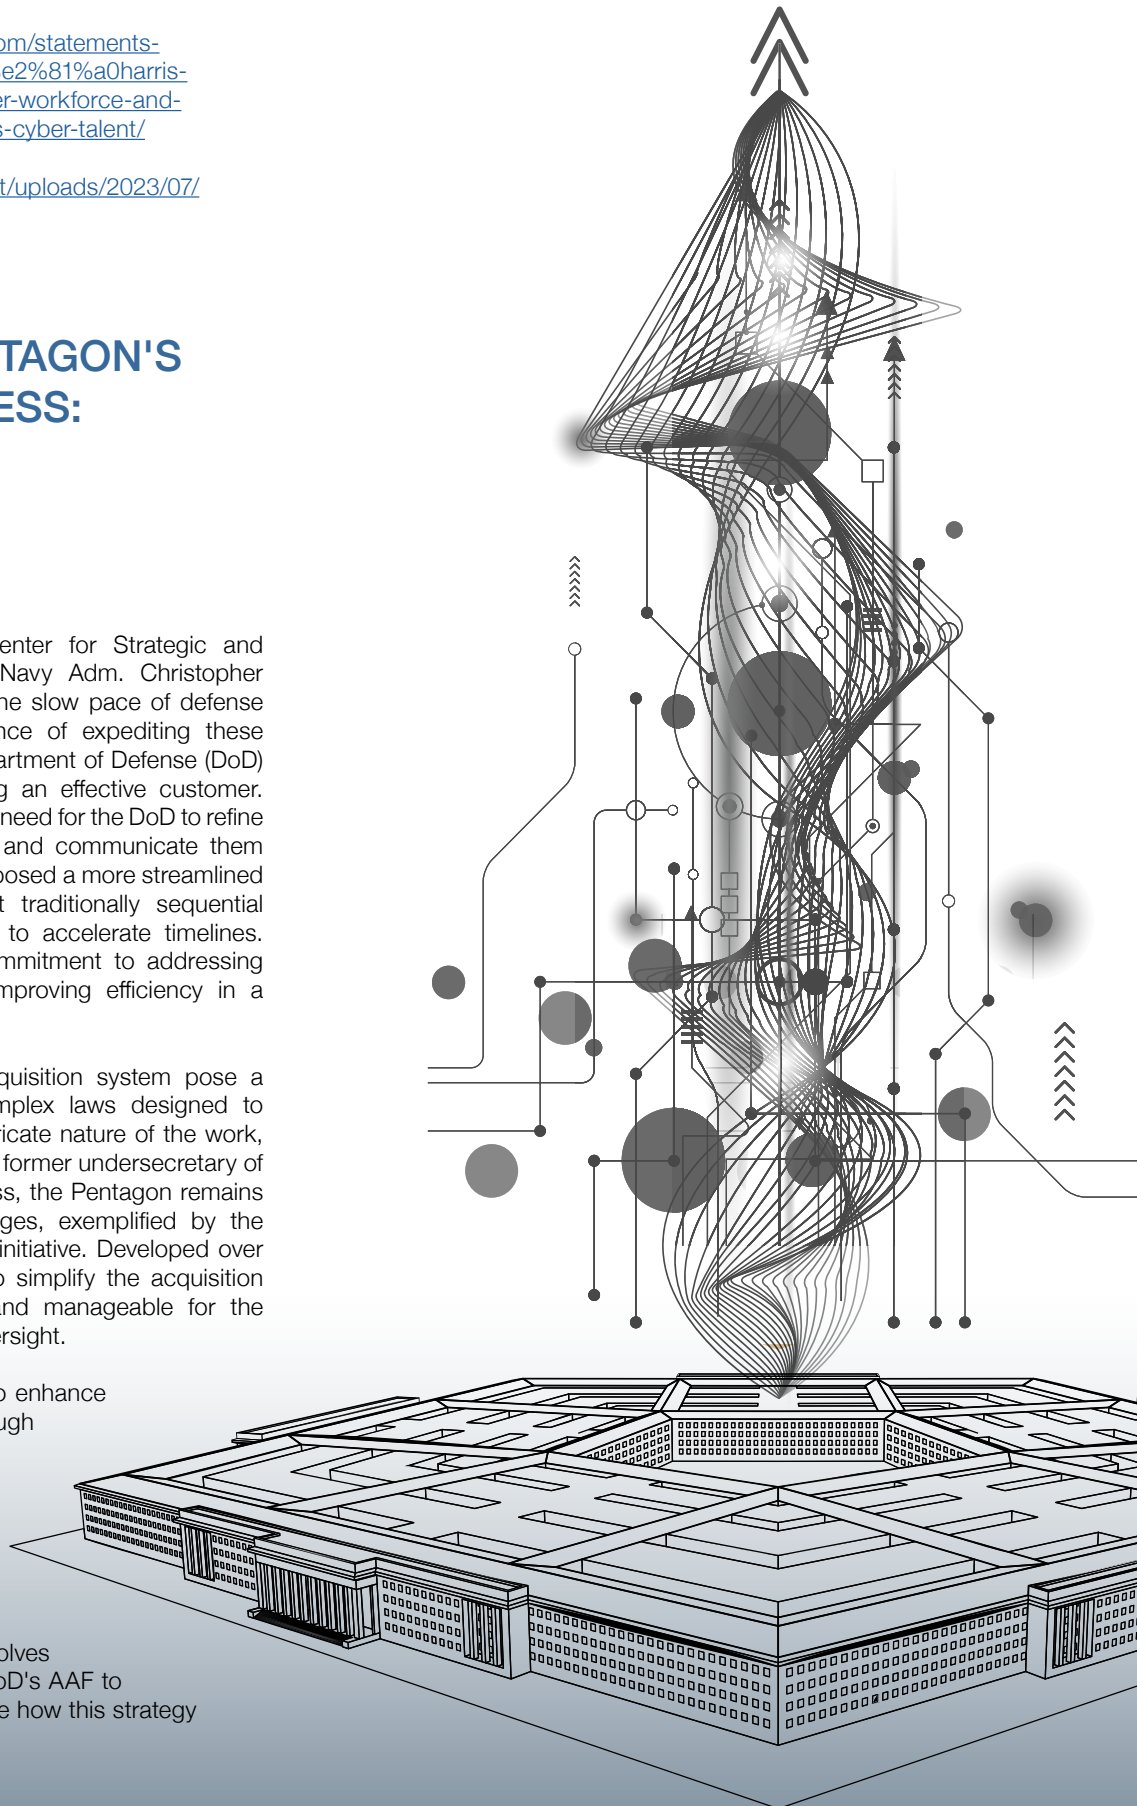 om/statements-
e2%81%a0harris-
er-workforce-and-
s-cyber-talent/
t/uploads/2023/07/
TAGON'S
ESS:
enter for Strategic and
Navy Adm. Christopher
he slow pace of defense
ance of expediting these
partment of Defense (DoD)
g an effective customer.
need for the DoD to refine
and communicate them
posed a more streamlined
t traditionally sequential
to accelerate timelines.
mmitment to addressing
mproving efficiency in a
quisition system pose a
mplex laws designed to
ricate nature of the work,
former undersecretary of
ss, the Pentagon remains
ges, exemplified by the
initiative. Developed over
o simplify the acquisition
and manageable for the
ersight.
o enhance
ugh
olves
oD's AAF to
e how this strategy